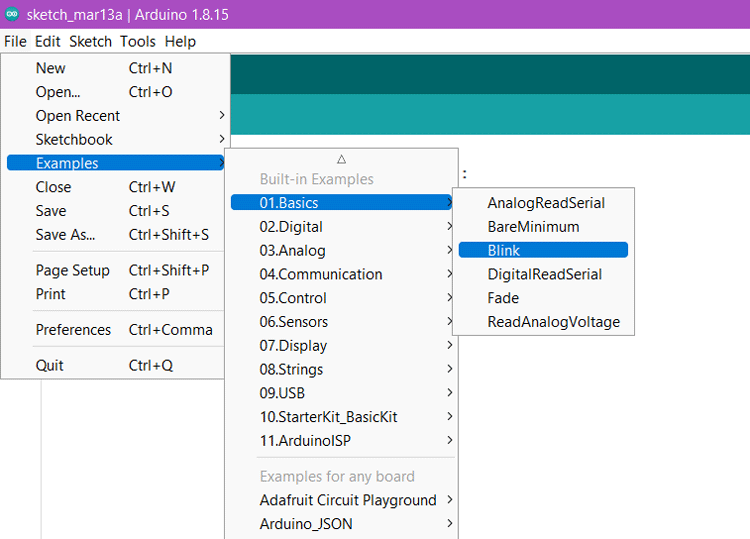 sketch_mar13a | Arduino 1.8.15
File Edit Sketch Tools Help
New Ctrl+N
Open... Ctrl+O
Open Recent
Sketchbook
Examples
Close Ctrl+W
Save Ctrl+S
Save As... Ctrl+Shift+S
Page Setup Ctrl+Shift+P
Print Ctrl+P
Preferences Ctrl+Comma
Quit Ctrl+Q
Built-in Examples
01.Basics
02.Digital
03.Analog
04.Communication
05.Control
06.Sensors
07.Display
08.Strings
09.USB
10.StarterKit_BasicKit
11.ArduinoISP
Examples for any board
Adafruit Circuit Playground
Arduino_JSON
:
AnalogReadSerial
BareMinimum
Blink
DigitalReadSerial
Fade
ReadAnalogVoltage